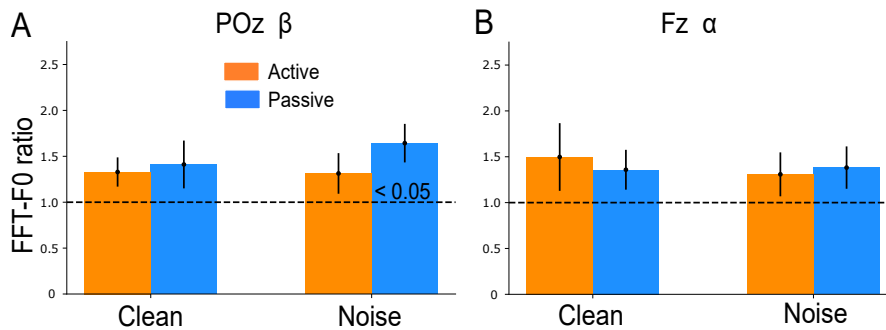 A
POz β
FFT-F0 ratio
2.5
2.0
1.5
1.0
0.5
0
Active
Passive
< 0.05
Clean
Noise
B
Fz α
2.5
2.0
1.5
1.0
0.5
0
Clean
Noise